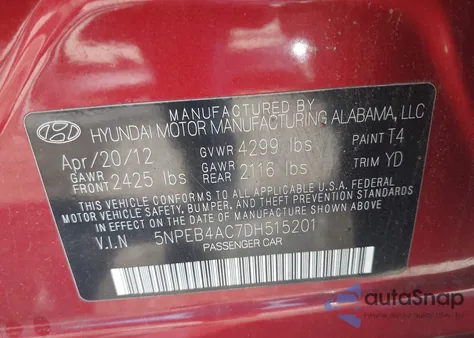 MANUFACTURED BY
HYUNDAI MOTOR MANUFACTURING ALABAMA, LLC
Apr/20/12 GVWR 4299 lbs PAINT T4
GAWR FRONT 2425 lbs GAWR REAR 2116 lbs TRIM YD
THIS VEHICLE CONFORMS TO ALL APPLICABLE U.S.A. FEDERAL
MOTOR VEHICLE SAFETY, BUMPER, AND THEFT PREVENTION STANDARDS
IN EFFECT ON THE DATE OF MANUFACTURE SHOWN ABOVE.
V.I.N 5NPEB4AC7DH515201
PASSENGER CAR
autoSnap